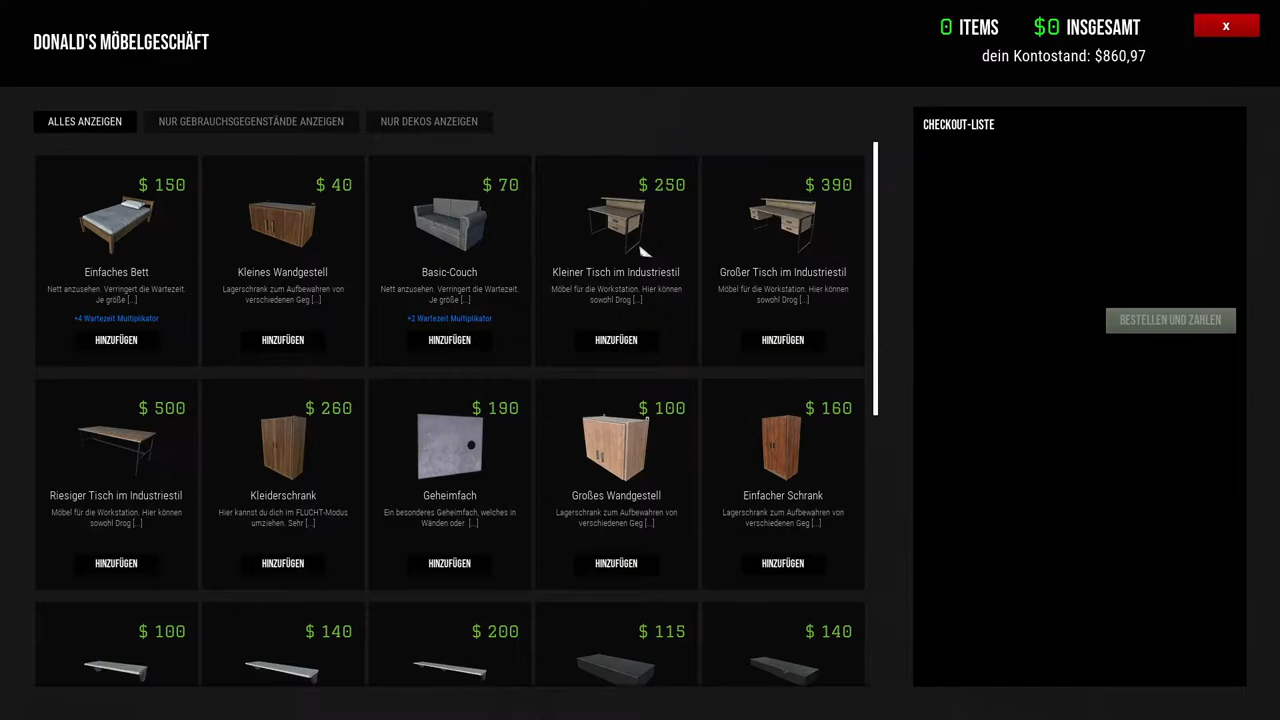 DONALD'S MÖBELGESCHÄFT
0 ITEMS $0 INSGESAMT
dein Kontostand: $860,97
x
ALLES ANZEIGEN
NUR GEBRAUCHSGEGENSTÄNDE ANZEIGEN
NUR DEKOS ANZEIGEN
CHECKOUT-LISTE
BESTELLEN UND ZAHLEN
$ 150
Einfaches Bett
Nett anzusehen. Verringert die Wartezeit.
Je größe [...]
+4 Wartezeit Multiplikator
HINZUFÜGEN
$ 40
Kleines Wandgestell
Lagerschrank zum Aufbewahren von
verschiedenen Geg [...]
HINZUFÜGEN
$ 70
Basic-Couch
Nett anzusehen. Verringert die Wartezeit.
Je größe [...]
+2 Wartezeit Multiplikator
HINZUFÜGEN
$ 250
Kleiner Tisch im Industriestil
Möbel für die Workstation. Hier können
sowohl Drog [...]
HINZUFÜGEN
$ 390
Großer Tisch im Industriestil
Möbel für die Workstation. Hier können
sowohl Drog [...]
HINZUFÜGEN
$ 500
Riesiger Tisch im Industriestil
Möbel für die Workstation. Hier können
sowohl Drog [...]
HINZUFÜGEN
$ 260
Kleiderschrank
Hier kannst du dich im FLUCHT-Modus
umziehen. Sehr [...]
HINZUFÜGEN
$ 190
Geheimfach
Ein besonderes Geheimfach, welches in
Wänden oder [...]
HINZUFÜGEN
$ 100
Großes Wandgestell
Lagerschrank zum Aufbewahren von
verschiedenen Geg [...]
HINZUFÜGEN
$ 160
Einfacher Schrank
Lagerschrank zum Aufbewahren von
verschiedenen Geg [...]
HINZUFÜGEN
$ 100
$ 140
$ 200
$ 115
$ 140